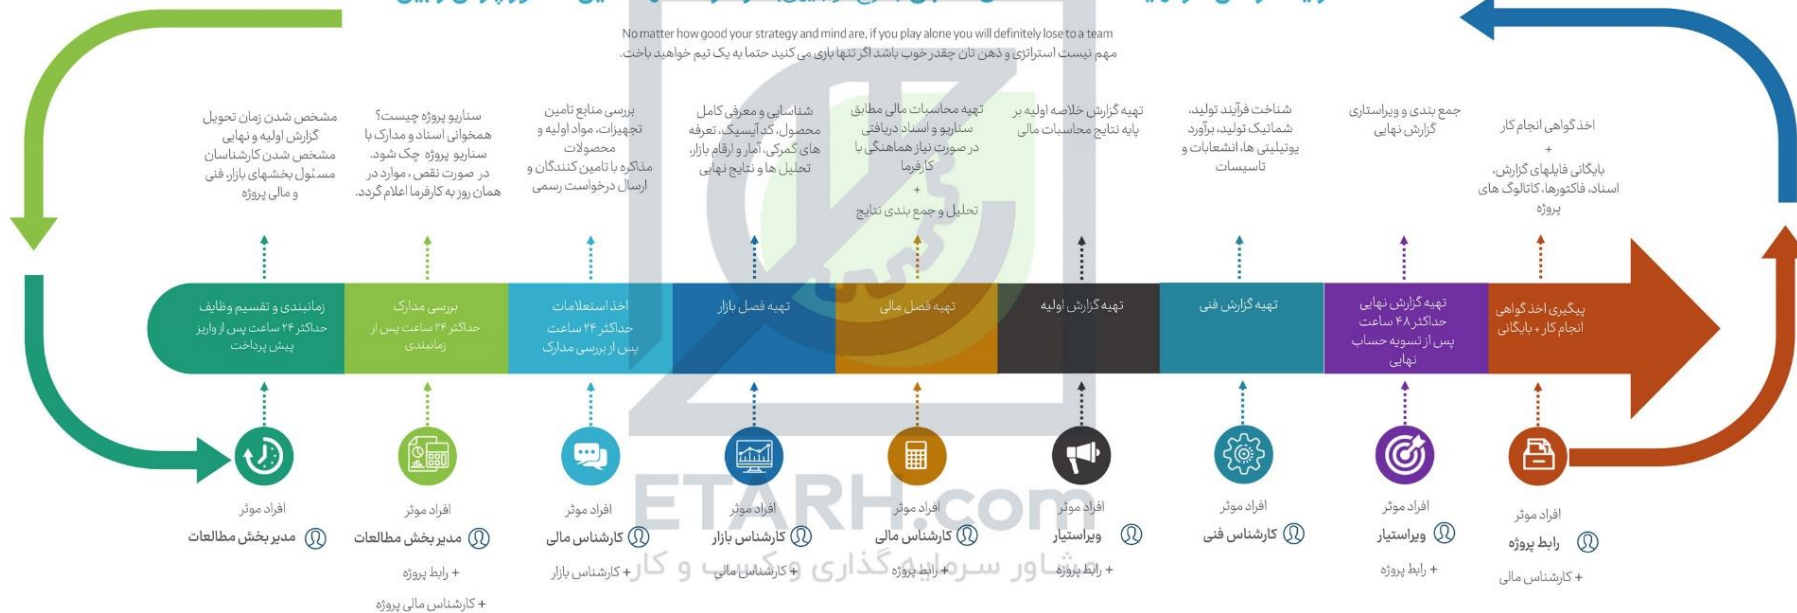 No matter how good your strategy and mind are, if you play alone you will definitely lose to a team
مهم نیست استراتژی و ذهن تان چقدر خوب باشد اگر تنها بازی می کنید حتما به یک تیم خواهید باخت.
مشخص شدن زمان تحویل
گزارش اولیه و نهایی
مشخص شدن کارشناسان
مسئول بخشهای بازار، فنی
و مالی پروژه
سناریو پروژه چیست؟
همخوانی اسناد و مدارک با
سناریو پروژه چک شود.
در صورت نقص، موارد در
همان روز به کارفرما اعلام گردد.
بررسی منابع تامین
تجهیزات، مواد اولیه و
محصولات
مذاکره با تامین کنندگان و
ارسال درخواست رسمی
شناسایی و معرفی کامل
محصول، کد آیسیک، تعرفه
های گمرکی، آمار و ارقام بازار،
تحلیل ها و نتایج نهایی
تهیه محاسبات مالی مطابق
سناریو و اسناد دریافتی
در صورت نیاز هماهنگی با
کارفرما
+
تحلیل و جمع بندی نتایج
تهیه گزارش خلاصه اولیه بر
پایه نتایج محاسبات مالی
شناخت فرآیند تولید،
شماتیک تولید، برآورد
یوتیلیتی ها، انشعابات و
تاسیسات
جمع بندی و ویراستاری
گزارش نهایی
اخذ گواهی انجام کار
+
بایگانی فایلهای گزارش،
اسناد، فاکتورها، کاتالوگ های
پروژه
زمانبندی و تقسیم وظایف
حداکثر ۲۴ ساعت پس از واریز
پیش پرداخت
بررسی مدارک
حداکثر ۲۴ ساعت پس از
زمانبندی
اخذ استعلامات
حداکثر ۲۴ ساعت
پس از بررسی مدارک
تهیه فصل بازار
تهیه فصل مالی
تهیه گزارش اولیه
تهیه گزارش فنی
تهیه گزارش نهایی
حداکثر ۴۸ ساعت
پس از تسویه حساب
نهایی
پیگیری اخذ گواهی
انجام کار + بایگانی
افراد موثر
مدیر بخش مطالعات
افراد موثر
مدیر بخش مطالعات
+ رابط پروژه
+ کارشناس مالی پروژه
افراد موثر
کارشناس مالی
+ کارشناس بازار
افراد موثر
کارشناس بازار
+ کارشناس مالی
افراد موثر
کارشناس مالی
+ رابط پروژه
افراد موثر
ویراستیار
+ رابط پروژه
افراد موثر
کارشناس فنی
افراد موثر
ویراستیار
+ رابط پروژه
افراد موثر
رابط پروژه
+ کارشناس مالی
ETARH.com
مشاور سرمایه گذاری و کسب و کار